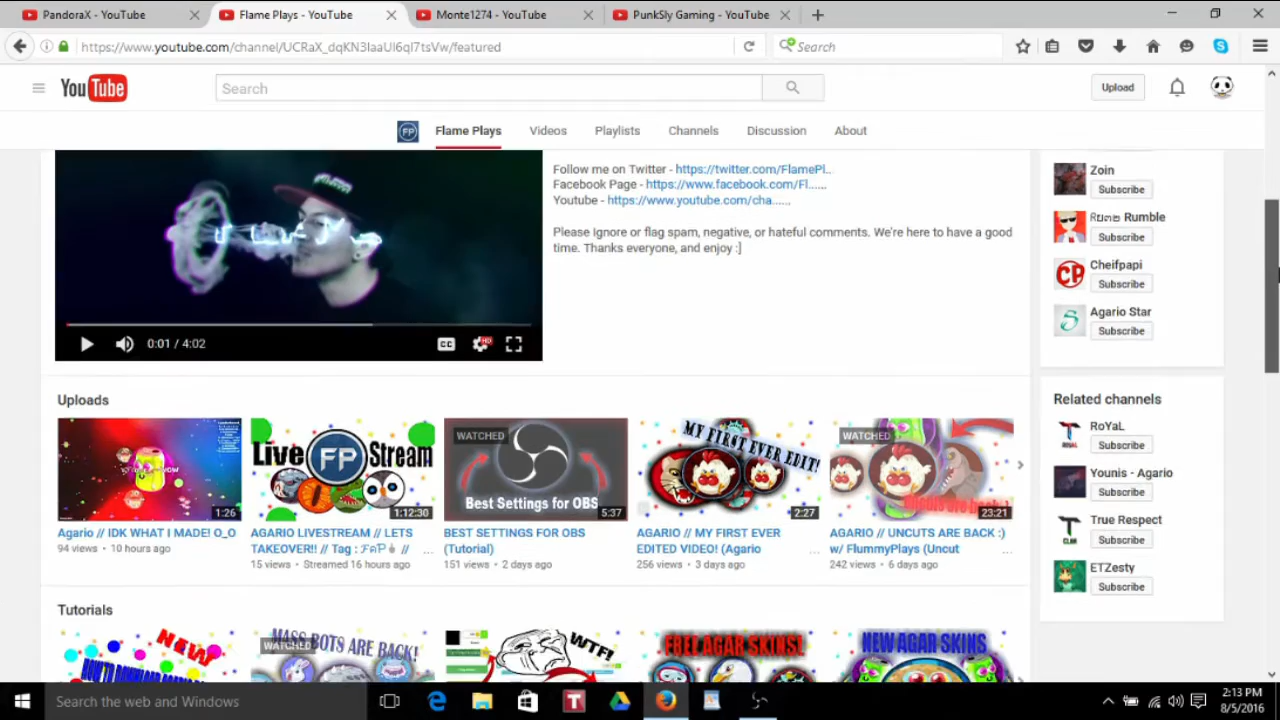 PandoraX - YouTube
Flame Plays - YouTube
Monte1274 - YouTube
PunkSly Gaming - YouTube
https://www.youtube.com/channel/UCRaX_dqKN3IaaUI6qI7tsVw/featured
Search
YouTube
Search
Upload
FP
Flame Plays
Videos
Playlists
Channels
Discussion
About
0:01 / 4:02
CC
HD
Follow me on Twitter - https://twitter.com/FlamePl...
Facebook Page - https://www.facebook.com/Fl......
Youtube - https://www.youtube.com/cha......
Please Ignore or flag spam, negative, or hateful comments. We're here to have a good
time. Thanks everyone, and enjoy :]
Zoin
Subscribe
Rumble
Subscribe
CP
Cheifpapi
Subscribe
Agario Star
Subscribe
Uploads
1:26
Agario // IDK WHAT I MADE! O_O
94 views • 10 hours ago
Live FP Stream
1:12:30
AGARIO LIVESTREAM // LETS
TAKEOVER!! // Tag : //
...
15 views • Streamed 16 hours ago
WATCHED
Best Settings for OBS
5:37
BEST SETTINGS FOR OBS
(Tutorial)
151 views • 2 days ago
MY FIRST EVER EDIT!
2:27
AGARIO // MY FIRST EVER
EDITED VIDEO! (Agario
...
256 views • 3 days ago
WATCHED
23:21
AGARIO // UNCUTS ARE BACK :)
w/ FlummyPlays (Uncut
...
242 views • 6 days ago
Related channels
RoYaL
Subscribe
Younis - Agario
Subscribe
True Respect
Subscribe
ETZesty
Subscribe
Tutorials
NEW
WATCHED
MASS BOTS ARE BACK!
WTF!
FREE AGAR SKINS!
NEW AGAR SKINS
Search the web and Windows
2:13 PM
8/5/2016